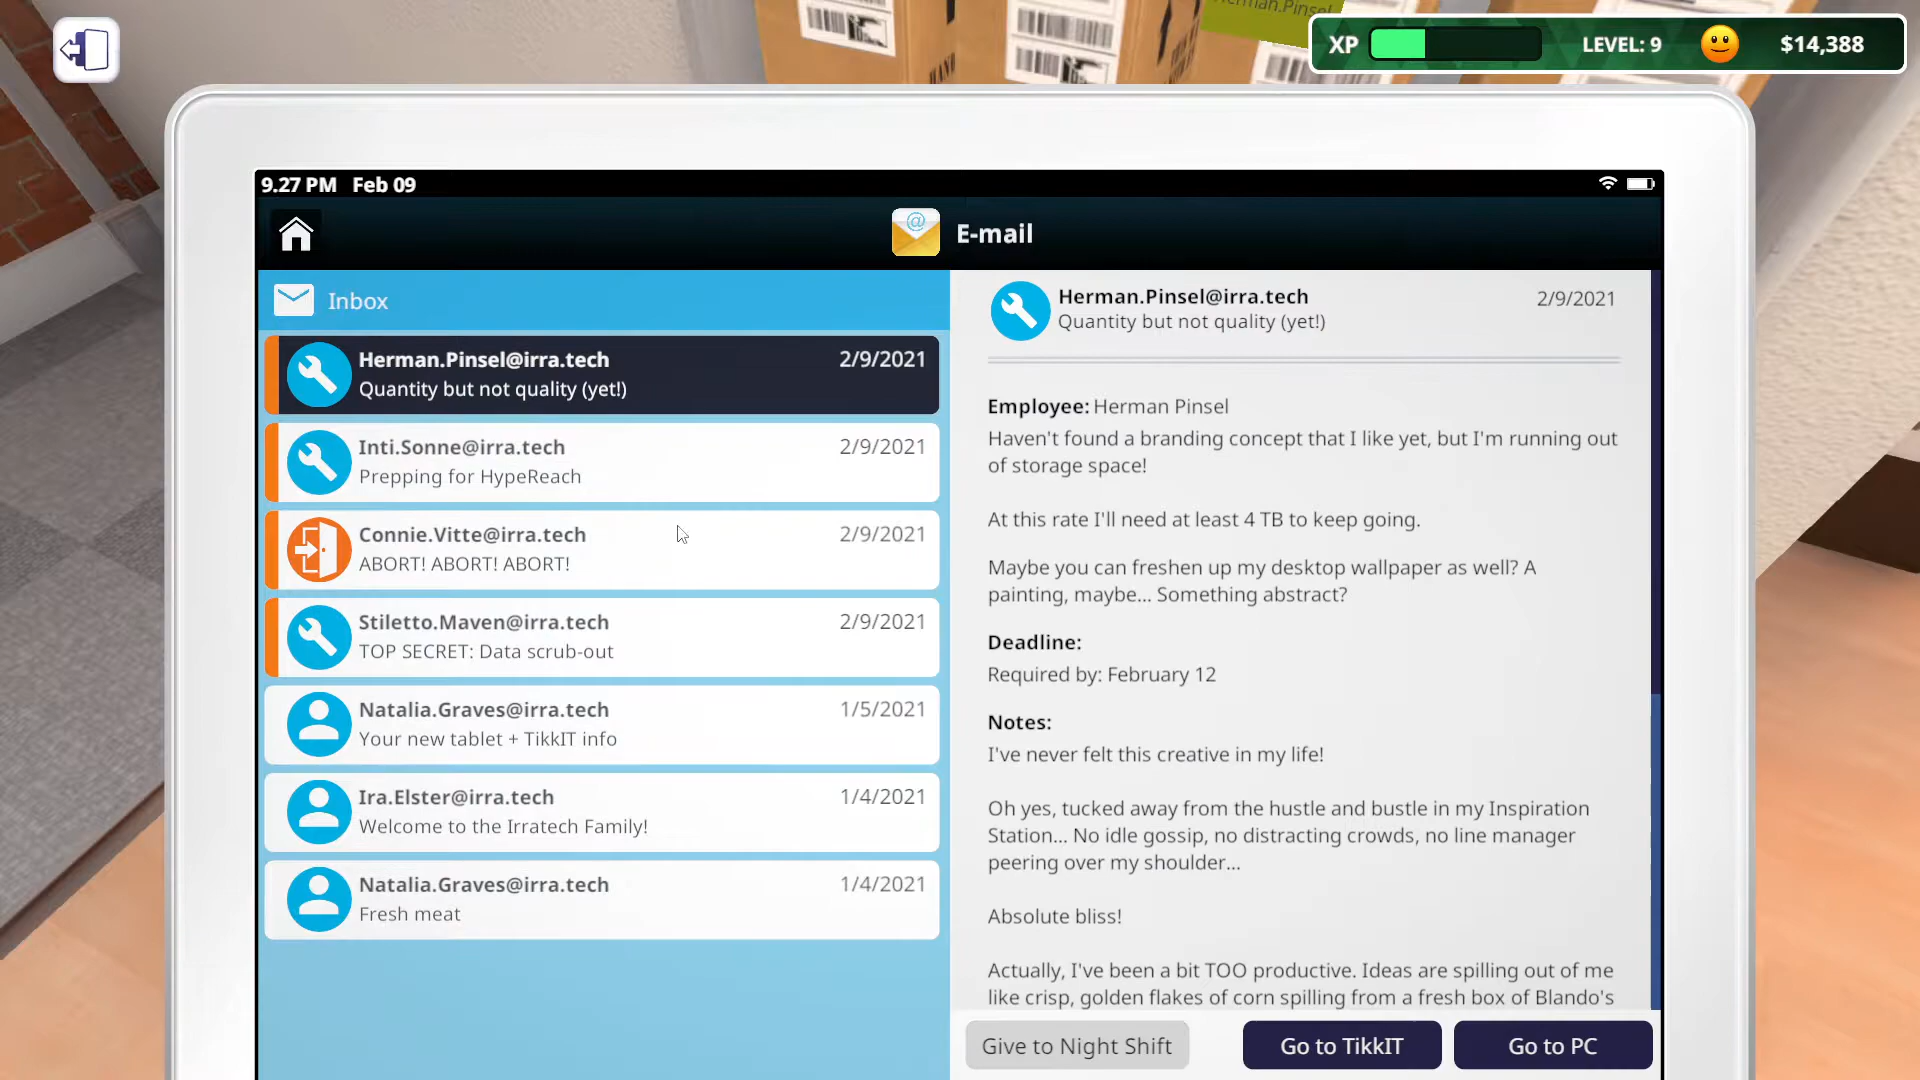 Herman.Pinsel
XP
LEVEL: 9
$14,388
9.27 PM Feb 09
E-mail
Inbox
Herman.Pinsel@irra.tech
2/9/2021
Quantity but not quality (yet!)
Inti.Sonne@irra.tech
2/9/2021
Prepping for HypeReach
Connie.Vitte@irra.tech
2/9/2021
ABORT! ABORT! ABORT!
Stiletto.Maven@irra.tech
2/9/2021
TOP SECRET: Data scrub-out
Natalia.Graves@irra.tech
1/5/2021
Your new tablet + TikkIT info
Ira.Elster@irra.tech
1/4/2021
Welcome to the Irratech Family!
Natalia.Graves@irra.tech
1/4/2021
Fresh meat
Herman.Pinsel@irra.tech
2/9/2021
Quantity but not quality (yet!)
Employee: Herman Pinsel
Haven't found a branding concept that I like yet, but I'm running out
of storage space!
At this rate I'll need at least 4 TB to keep going.
Maybe you can freshen up my desktop wallpaper as well? A
painting, maybe... Something abstract?
Deadline:
Required by: February 12
Notes:
I've never felt this creative in my life!
Oh yes, tucked away from the hustle and bustle in my Inspiration
Station... No idle gossip, no distracting crowds, no line manager
peering over my shoulder...
Absolute bliss!
Actually, I've been a bit TOO productive. Ideas are spilling out of me
like crisp, golden flakes of corn spilling from a fresh box of Blando's
Give to Night Shift
Go to TikkIT
Go to PC